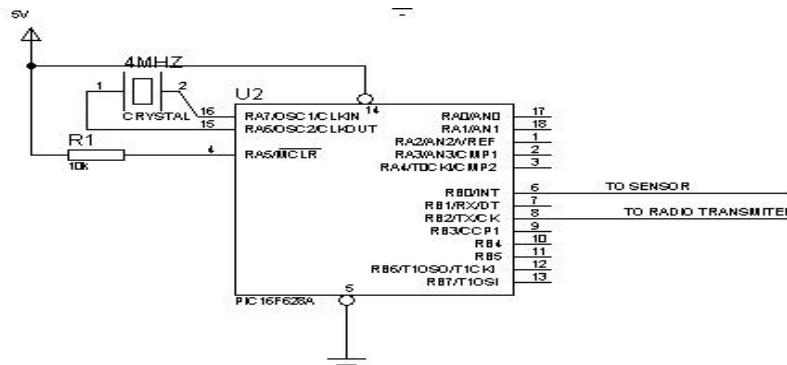 5V
4MHZ
1 2
CRYSTAL
U2
14
16 RA7/OSC1/CLKIN RA0/AN0 17
15 RA6/OSC2/CLKOUT RA1/AN1 18
RA2/AN2/VREF 1
R1
10k
4 RA5/MCLR RA3/AN3/CMP1 2
RA4/T0CKI/CMP2 3
RB0/INT 6 TO SENSOR
RB1/RX/DT 7
RB2/TX/CK 8 TO RADIO TRANSMITER
RB3/CCP1 9
RB4 10
RB5 11
RB6/T1OSO/T1CKI 12
RB7/T1OSI 13
5
PIC16F628A